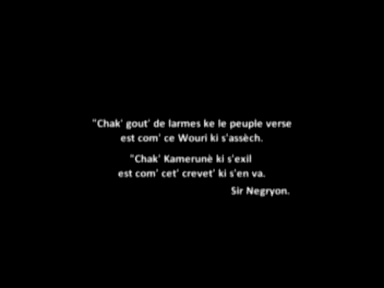 "Chak' gout' de larmes ke le peuple verse
est com' ce Wouri ki s'assèch.
"Chak' Kamerunè ki s'exil
est com' cet' crevet' ki s'en va.
Sir Negryon.